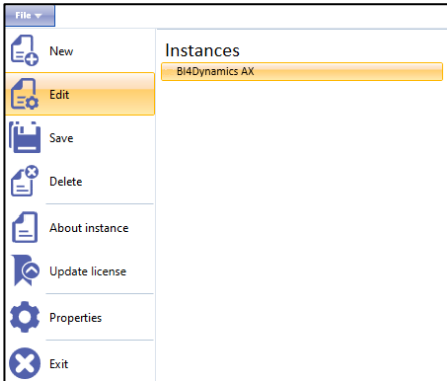 File
New
Edit
Save
Delete
About instance
Update license
Properties
Exit
Instances
BI4Dynamics AX